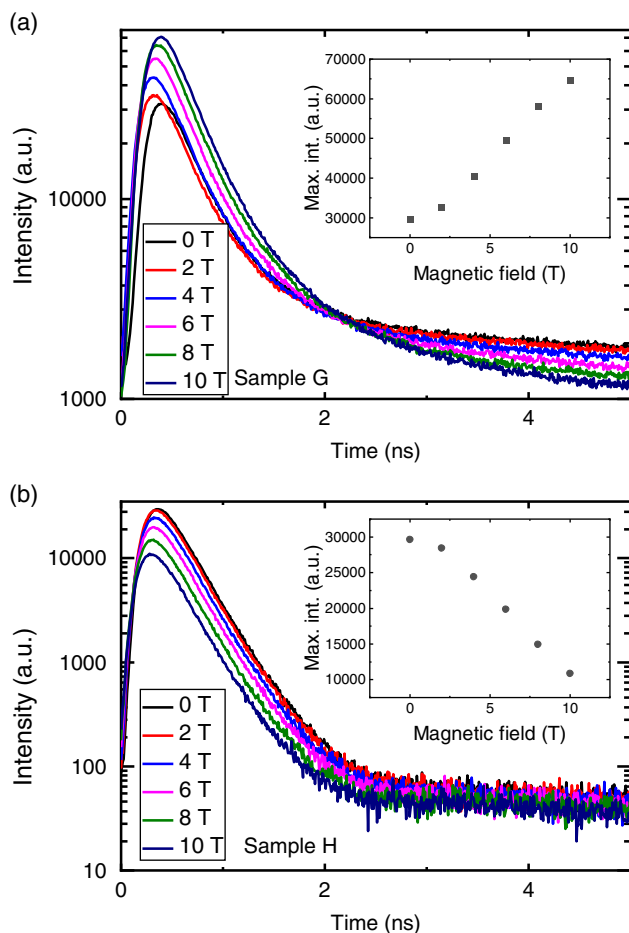 (a)
Intensity (a.u.)
10000
1000
0 T
2 T
4 T
6 T
8 T
10 T
Sample G
0
2
4
Time (ns)
Max. int. (a.u.)
70000
60000
50000
40000
30000
0
5
10
Magnetic field (T)
(b)
Intensity (a.u.)
10000
1000
100
10
0 T
2 T
4 T
6 T
8 T
10 T
Sample H
0
2
4
Time (ns)
Max. int. (a.u.)
30000
25000
20000
15000
10000
0
5
10
Magnetic field (T)